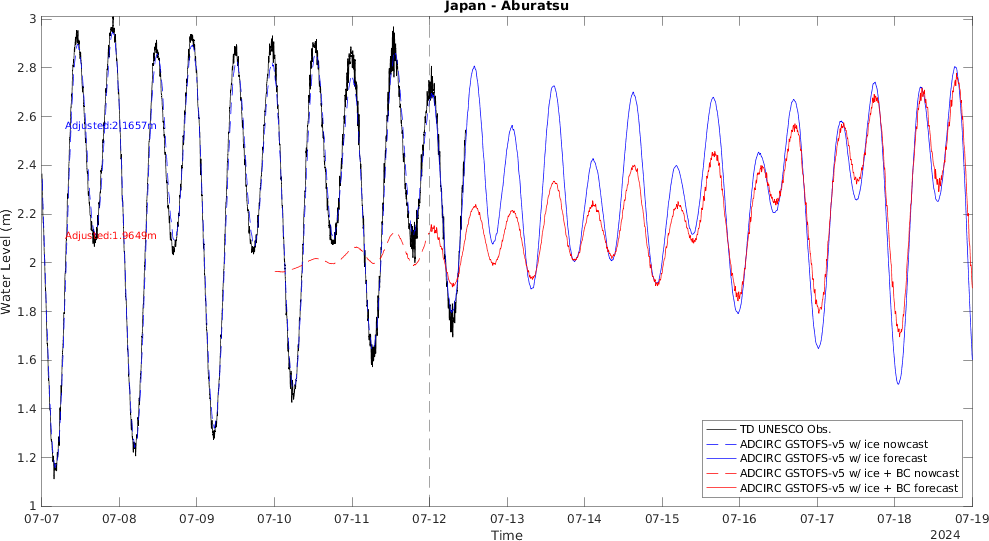 Japan - Aburatsu
3
2.8
2.6
2.4
2.2
2
1.8
1.6
1.4
1.2
1
Water Level (m)
Adjusted:2.1657m
Adjusted:1.9649m
TD UNESCO Obs.
ADCIRC GSTOFS-v5 w/ ice nowcast
ADCIRC GSTOFS-v5 w/ ice forecast
ADCIRC GSTOFS-v5 w/ ice + BC nowcast
ADCIRC GSTOFS-v5 w/ ice + BC forecast
07-07 07-08 07-09 07-10 07-11 07-12 07-13 07-14 07-15 07-16 07-17 07-18 07-19
Time
2024